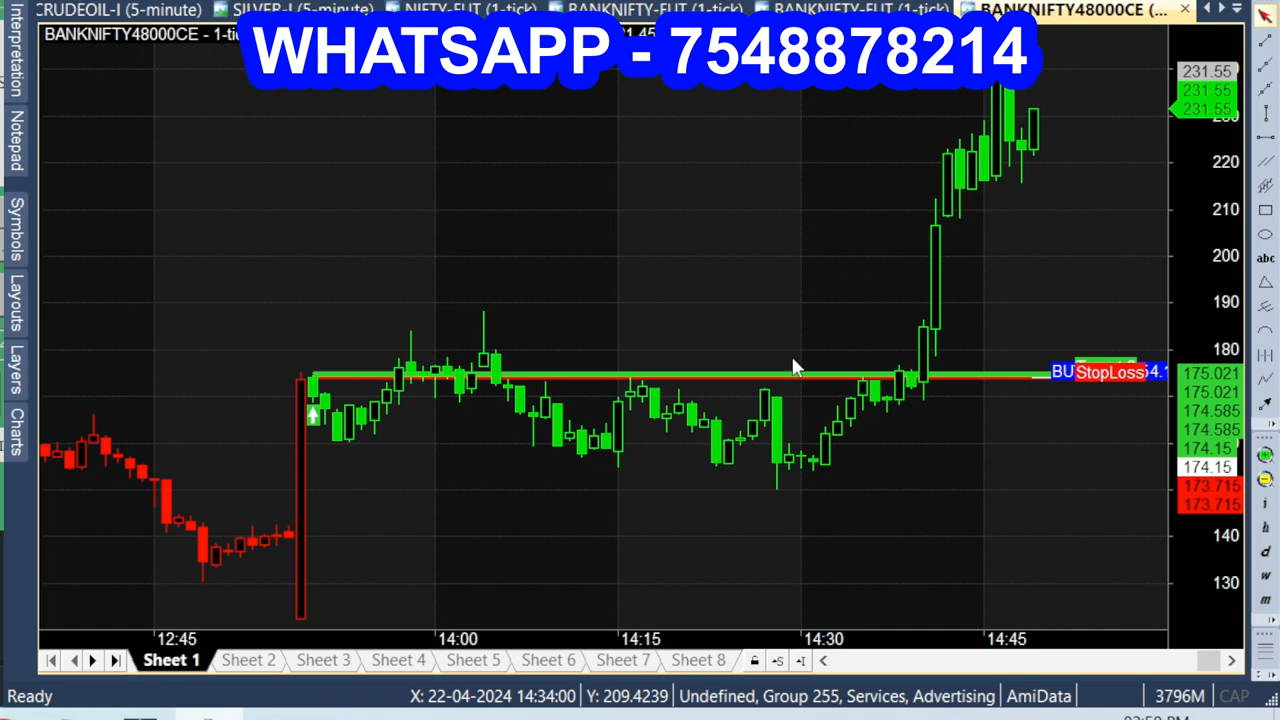 CRUDEOIL-I (5-minute) SILVER-I (5-minute) NIFTY-FUT (1-tick) BANKNIFTY-FUT (1-tick) BANKNIFTY-FUT (1-tick) BANKNIFTY48000CE (...
BANKNIFTY48000CE - 1-tic
WHATSAPP - 7548878214
Interpretation
Notepad
Symbols
Layouts
Layers
Charts
231.55
231.55
231.55
220
210
200
190
180
BU StopLoss
175.021
175.021
174.585
174.585
174.15
174.15
173.715
173.715
140
130
abc
i
h
d
w
m
12:45 14:00 14:15 14:30 14:45
Sheet 1 Sheet 2 Sheet 3 Sheet 4 Sheet 5 Sheet 6 Sheet 7 Sheet 8
Ready X: 22-04-2024 14:34:00 Y: 209.4239 Undefined, Group 255, Services, Advertising AmiData 3796M CAP